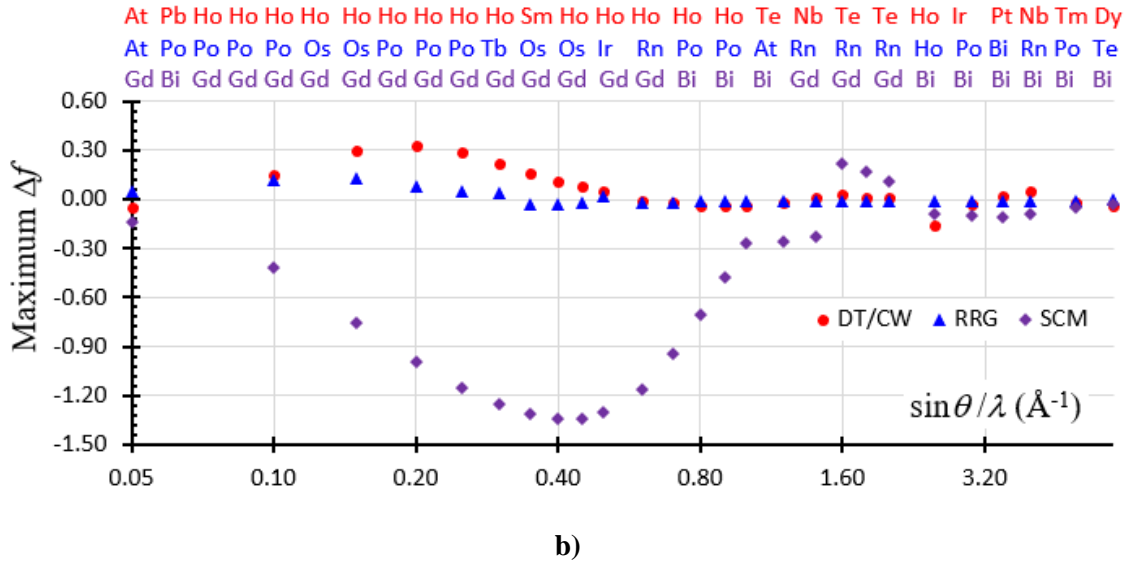 At Pb Ho Ho Ho Ho Ho Ho Ho Ho Sm Ho Ho Ho Ho Ho Te Nb Te Te Ho Ir Pt Nb Tm Dy
At Po Po Po Po Os Os Po Po Po Tb Os Os Ir Rn Po Po At Rn Rn Rn Ho Po Bi Rn Po Te
Gd Bi Gd Gd Gd Gd Gd Gd Gd Gd Gd Gd Gd Gd Gd Bi Bi Bi Gd Gd Gd Bi Bi Bi Bi Bi Bi
0.60
0.30
0.00
-0.30
-0.60
-0.90
-1.20
-1.50
Maximum Δf
DT/CW RRG SCM
sinθ/λ (Å-1)
0.05 0.10 0.20 0.40 0.80 1.60 3.20
b)